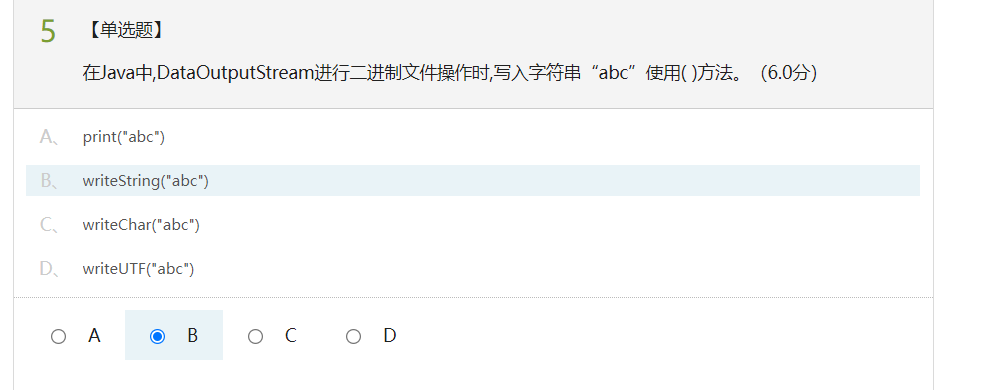 5 【单选题】
在Java中,DataOutputStream进行二进制文件操作时,写入字符串“abc”使用( )方法。（6.0分）
A、 print("abc")
B、 writeString("abc")
C、 writeChar("abc")
D、 writeUTF("abc")
A B C D